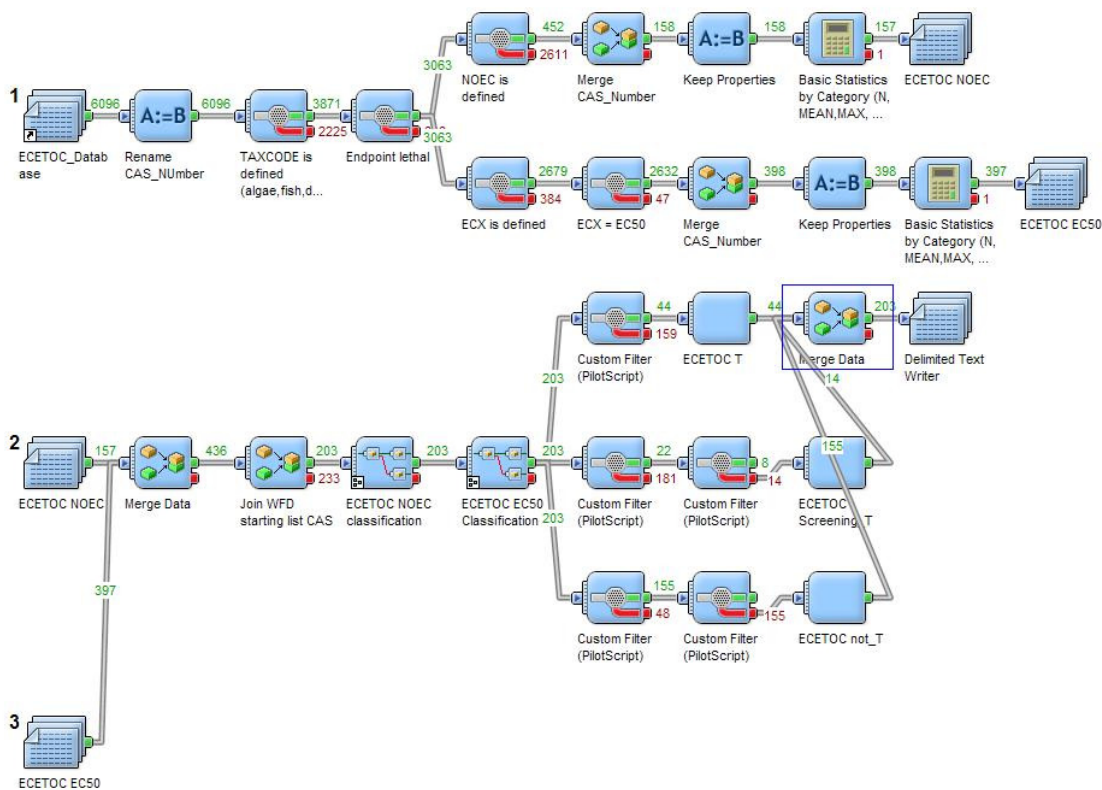 452 158 158 157
2611 1
NOEC is defined
Merge CAS_Number
Keep Properties
Basic Statistics by Category (N, MEAN,MAX, ...
ECETOC NOEC
3063
1
6096 6096 3871
A:=B
A:=B
2225
3063
ECETOC_Datab
ase
Rename CAS_NUmber
TAXCODE is defined (algae,fish,d...
Endpoint lethal
2679 2632 398 398 397
384 47 1
A:=B
ECX is defined
ECX = EC50
Merge CAS_Number
Keep Properties
Basic Statistics by Category (N, MEAN,MAX, ...
ECETOC EC50
44 44 203
159
Custom Filter (PilotScript)
ECETOC T
Merge Data
Delimited Text Writer
203
14
2
157 436 203 203 203 22 8
233 181 14
155
ECETOC NOEC
Merge Data
Join WFD starting list CAS
ECETOC NOEC classification
ECETOC EC50 Classification
Custom Filter (PilotScript)
Custom Filter (PilotScript)
ECETOC Screening_T
203
397
155
48 155
Custom Filter (PilotScript)
Custom Filter (PilotScript)
ECETOC not_T
3
ECETOC EC50